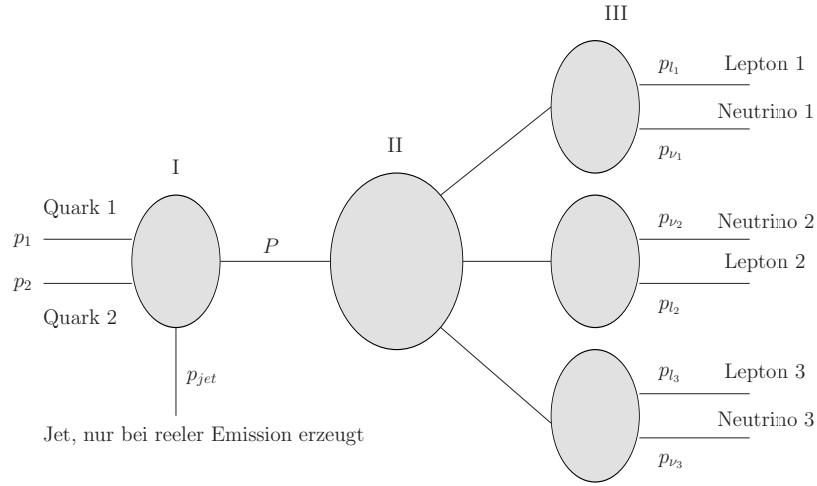 III
p_{l_1} Lepton 1
Neutrino 1
p_{ν_1}
II
I
Quark 1
p_1
P
p_2
Quark 2
p_{ν_2} Neutrino 2
Lepton 2
p_{l_2}
p_{jet}
Jet, nur bei reeler Emission erzeugt
p_{l_3} Lepton 3
Neutrino 3
p_{ν_3}